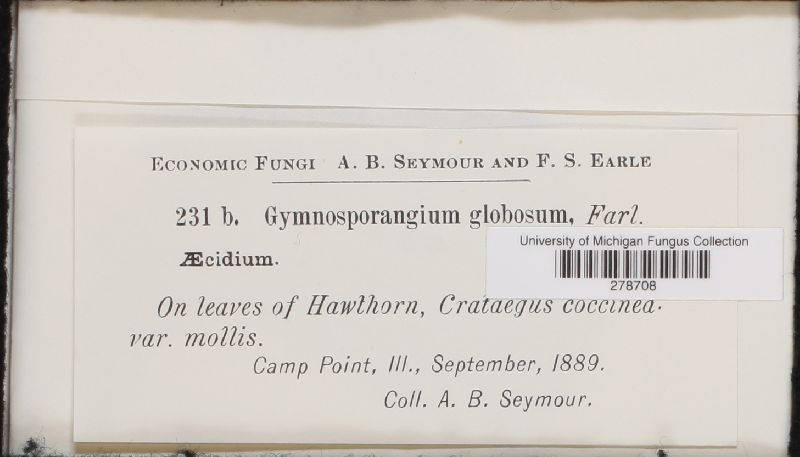 ECONOMIC FUNGI A. B. SEYMOUR AND F. S. EARLE
231 b. Gymnosporangium globosum, Farl.
Æcidium.
University of Michigan Fungus Collection
278708
On leaves of Hawthorn, Crataegus coccinea.
var. mollis.
Camp Point, Ill., September, 1889.
Coll. A. B. Seymour.